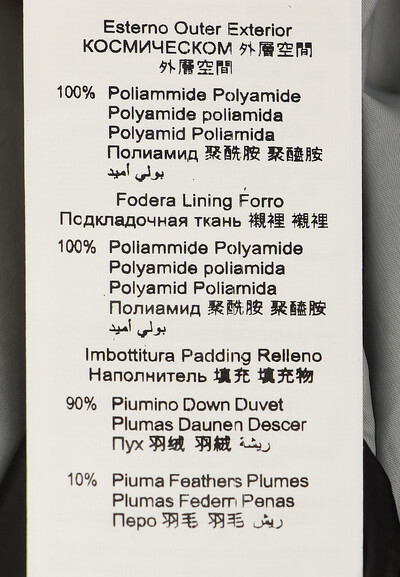 Esterno Outer Exterior
КОСМИЧЕСКОМ 外層空間
外層空間
100% Poliammide Polyamide
Polyamide poliamida
Polyamid Poliamida
Полиамид 聚酰胺 聚醯胺
بولي أميد
Fodera Lining Forro
Подкладочная ткань 襯裡 襯裡
100% Poliammide Polyamide
Polyamide poliamida
Polyamid Poliamida
Полиамид 聚酰胺 聚醯胺
بولي أميد
Imbottitura Padding Relleno
Наполнитель 填充 填充物
90% Piumino Down Duvet
Plumas Daunen Descer
Пух 羽绒 羽絨 ريشة
10% Piuma Feathers Plumes
Plumas Federn Penas
Перо 羽毛 羽毛 ريش